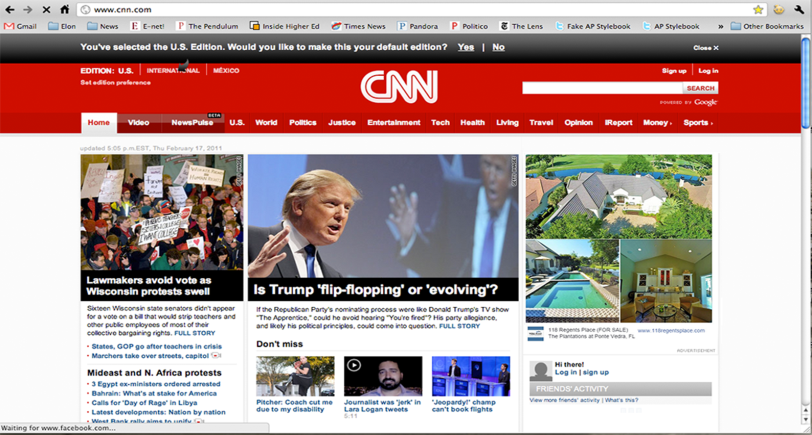 www.cnn.com
Gmail Elon News E-net! The Pendulum Inside Higher Ed Times News Pandora Politico The Lens Fake AP Stylebook AP Stylebook » Other Bookmarks
You've selected the U.S. Edition. Would you like to make this your default edition? Yes | No Close
EDITION: U.S. INTERNATIONAL MÉXICO
Set edition preference
CNN
Sign up Log in
SEARCH
POWERED BY Google
Home Video NewsPulse BETA U.S. World Politics Justice Entertainment Tech Health Living Travel Opinion iReport Money Sports
updated 5:05 p.m.EST, Thu February 17, 2011
Lawmakers avoid vote as
Wisconsin protests swell
Sixteen Wisconsin state senators didn't appear
for a vote on a bill that would strip teachers and
other public employees of most of their
collective bargaining rights. FULL STORY
States, GOP go after teachers in crisis
Marchers take over streets, capitol
Mideast and N. Africa protests
3 Egypt ex-ministers ordered arrested
Bahrain: What's at stake for America
Calls for 'Day of Rage' in Libya
Latest developments: Nation by nation
West Bank rally aims to unify
Is Trump 'flip-flopping' or 'evolving'?
If the Republican Party's nominating process were like Donald Trump's TV show
"The Apprentice," could he avoid hearing "You're fired"? His party allegiance,
and likely his political principles, could come into question. FULL STORY
Don't miss
Pitcher: Coach cut me
due to my disability
Journalist was 'jerk' in
Lara Logan tweets
5:11
'Jeopardy!' champ
can't book flights
118 Regents Place (FOR SALE)
The Plantations at Ponte Vedra, FL
www.118regentsplace.com
ADVERTISEMENT
Hi there!
Log in | sign up
FRIENDS' ACTIVITY
View more friends' activity | What's this?
Waiting for www.facebook.com...